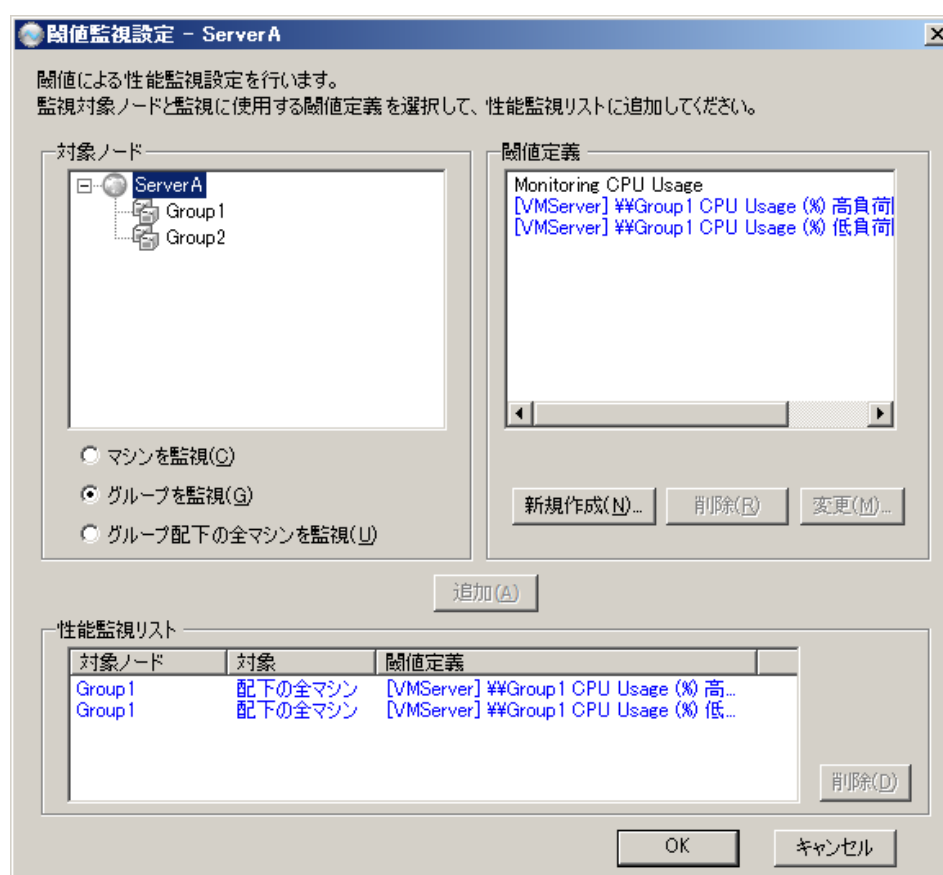 閾値監視設定 - ServerA
閾値による性能監視設定を行います。
監視対象ノードと監視に使用する閾値定義を選択して、性能監視リストに追加してください。
対象ノード
ServerA
Group1
Group2
マシンを監視(C)
グループを監視(G)
グループ配下の全マシンを監視(U)
閾値定義
Monitoring CPU Usage
[VMServer] ¥¥Group1 CPU Usage (%) 高負荷
[VMServer] ¥¥Group1 CPU Usage (%) 低負荷
新規作成(N)... 削除(R) 変更(M)...
追加(A)
性能監視リスト
対象ノード 対象 閾値定義
Group1 配下の全マシン [VMServer] ¥¥Group1 CPU Usage (%) 高...
Group1 配下の全マシン [VMServer] ¥¥Group1 CPU Usage (%) 低...
削除(D)
OK キャンセル